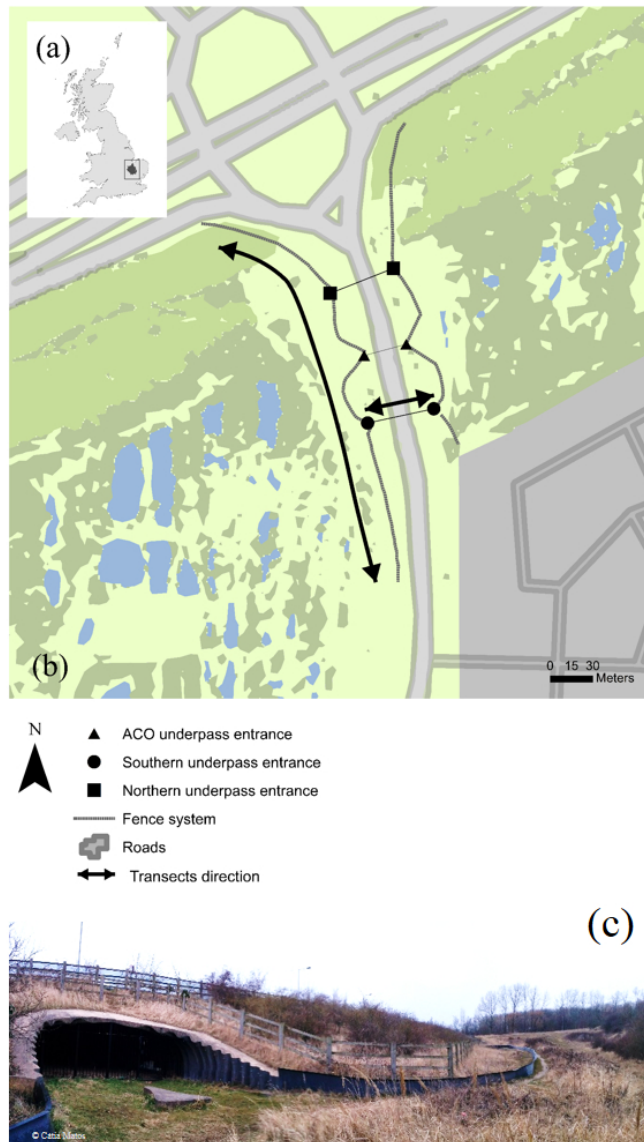 (a)
(b)
0 15 30
Meters
N
ACO underpass entrance
Southern underpass entrance
Northern underpass entrance
Fence system
Roads
Transects direction
(c)
© Catia Matos